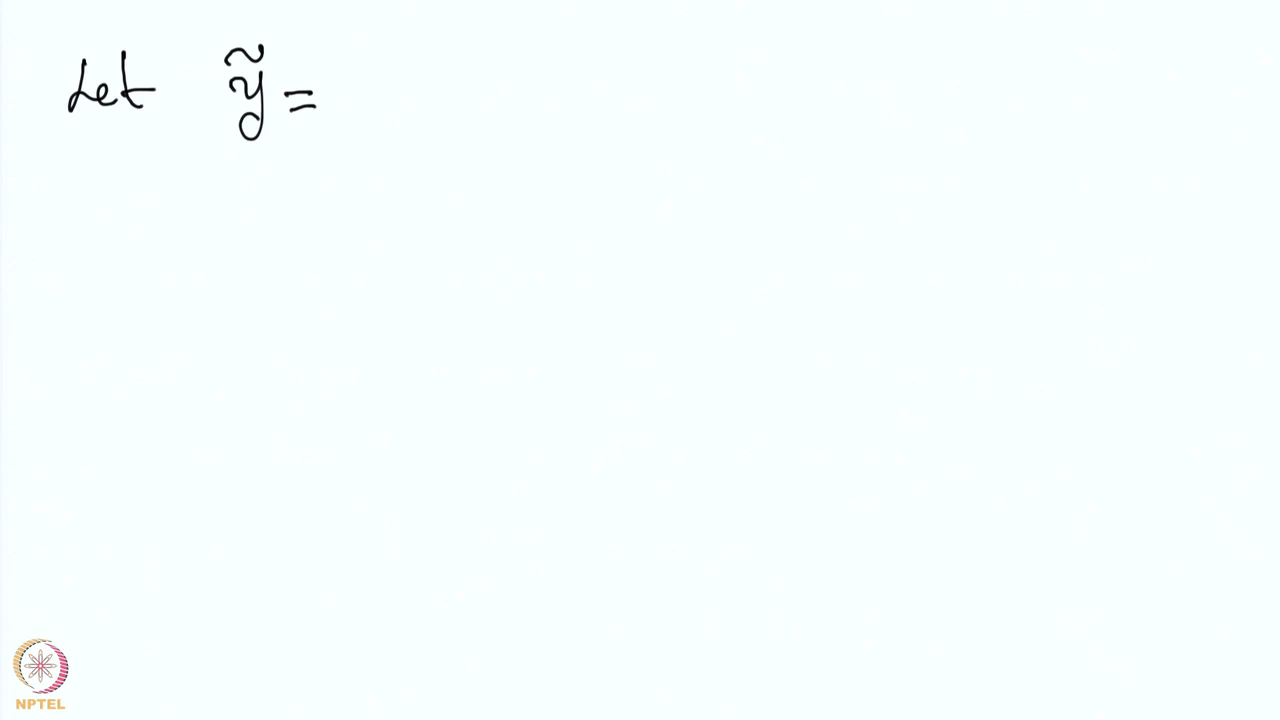 Let ỹ =
NPTEL